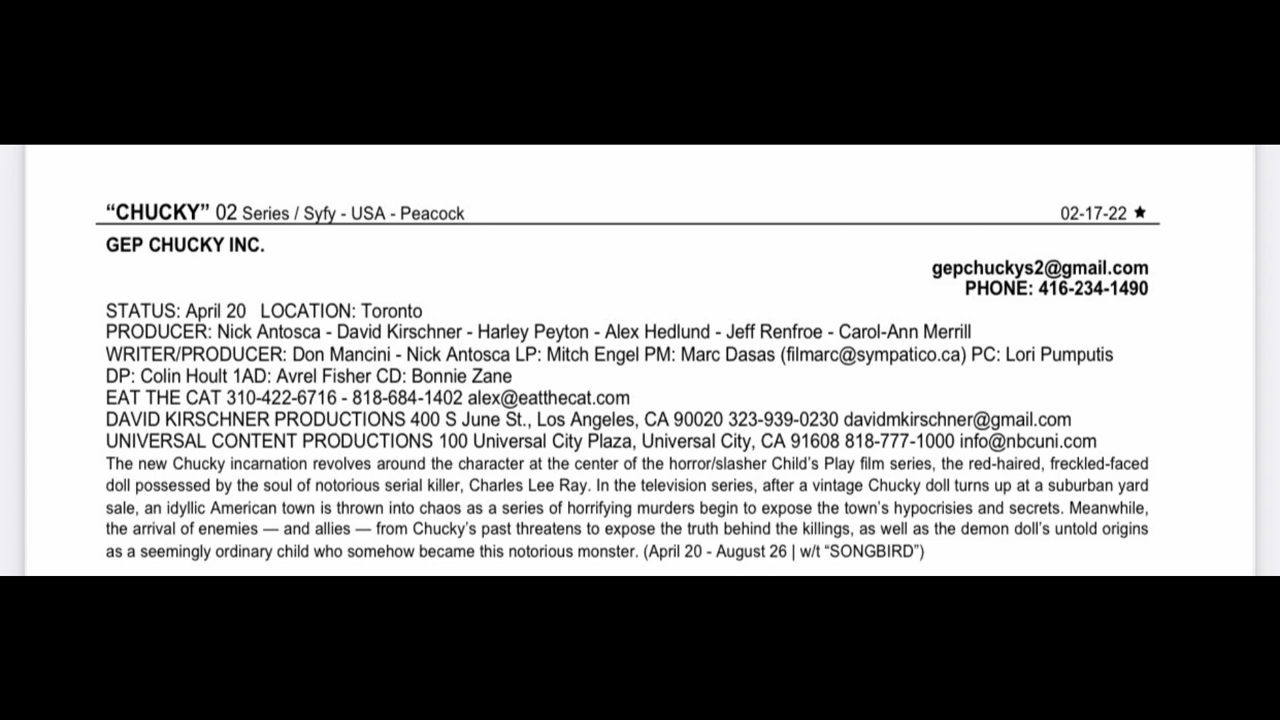 “CHUCKY” 02 Series / Syfy - USA - Peacock 02-17-22 ★
GEP CHUCKY INC.
gepchuckys2@gmail.com
PHONE: 416-234-1490
STATUS: April 20 LOCATION: Toronto
PRODUCER: Nick Antosca - David Kirschner - Harley Peyton - Alex Hedlund - Jeff Renfroe - Carol-Ann Merrill
WRITER/PRODUCER: Don Mancini - Nick Antosca LP: Mitch Engel PM: Marc Dasas (filmarc@sympatico.ca) PC: Lori Pumputis
DP: Colin Hoult 1AD: Avrel Fisher CD: Bonnie Zane
EAT THE CAT 310-422-6716 - 818-684-1402 alex@eatthecat.com
DAVID KIRSCHNER PRODUCTIONS 400 S June St., Los Angeles, CA 90020 323-939-0230 davidmkirschner@gmail.com
UNIVERSAL CONTENT PRODUCTIONS 100 Universal City Plaza, Universal City, CA 91608 818-777-1000 info@nbcuni.com
The new Chucky incarnation revolves around the character at the center of the horror/slasher Child’s Play film series, the red-haired, freckled-faced
doll possessed by the soul of notorious serial killer, Charles Lee Ray. In the television series, after a vintage Chucky doll turns up at a suburban yard
sale, an idyllic American town is thrown into chaos as a series of horrifying murders begin to expose the town’s hypocrisies and secrets. Meanwhile,
the arrival of enemies — and allies — from Chucky’s past threatens to expose the truth behind the killings, as well as the demon doll’s untold origins
as a seemingly ordinary child who somehow became this notorious monster. (April 20 - August 26 | w/t “SONGBIRD”)